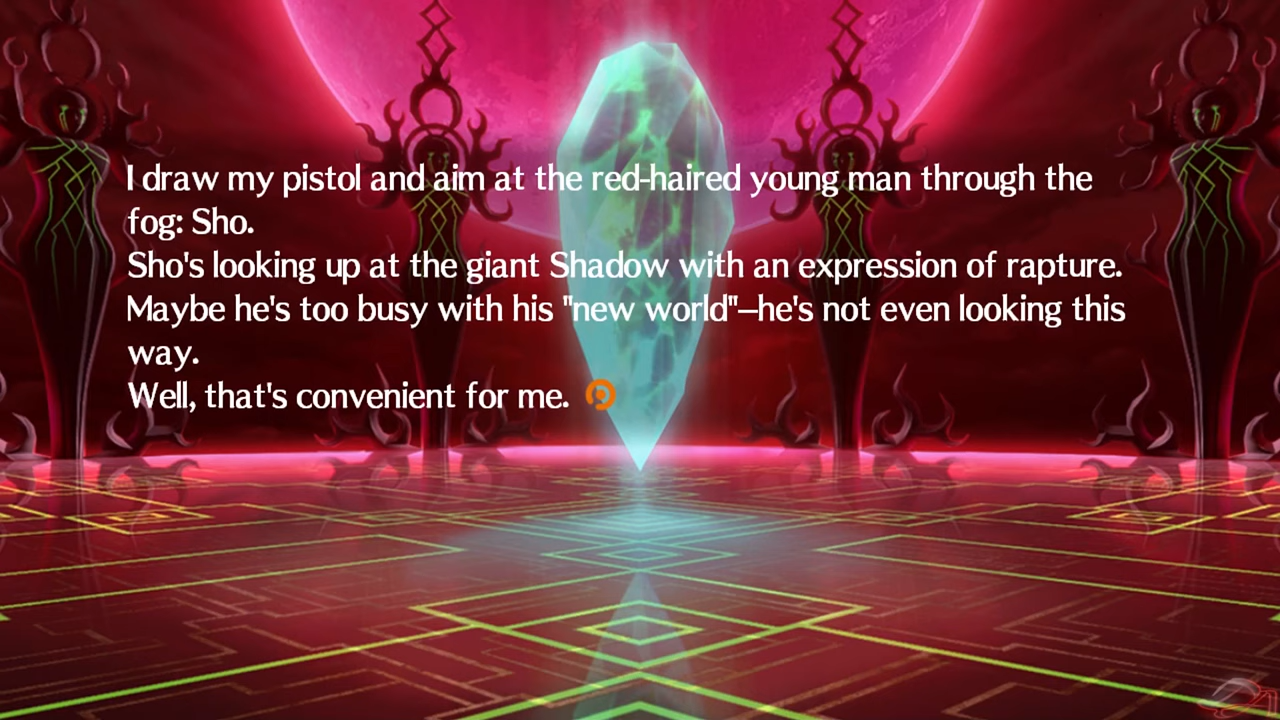 I draw my pistol and aim at the red-haired young man through the
fog: Sho.
Sho's looking up at the giant Shadow with an expression of rapture.
Maybe he's too busy with his "new world"—he's not even looking this
way.
Well, that's convenient for me.